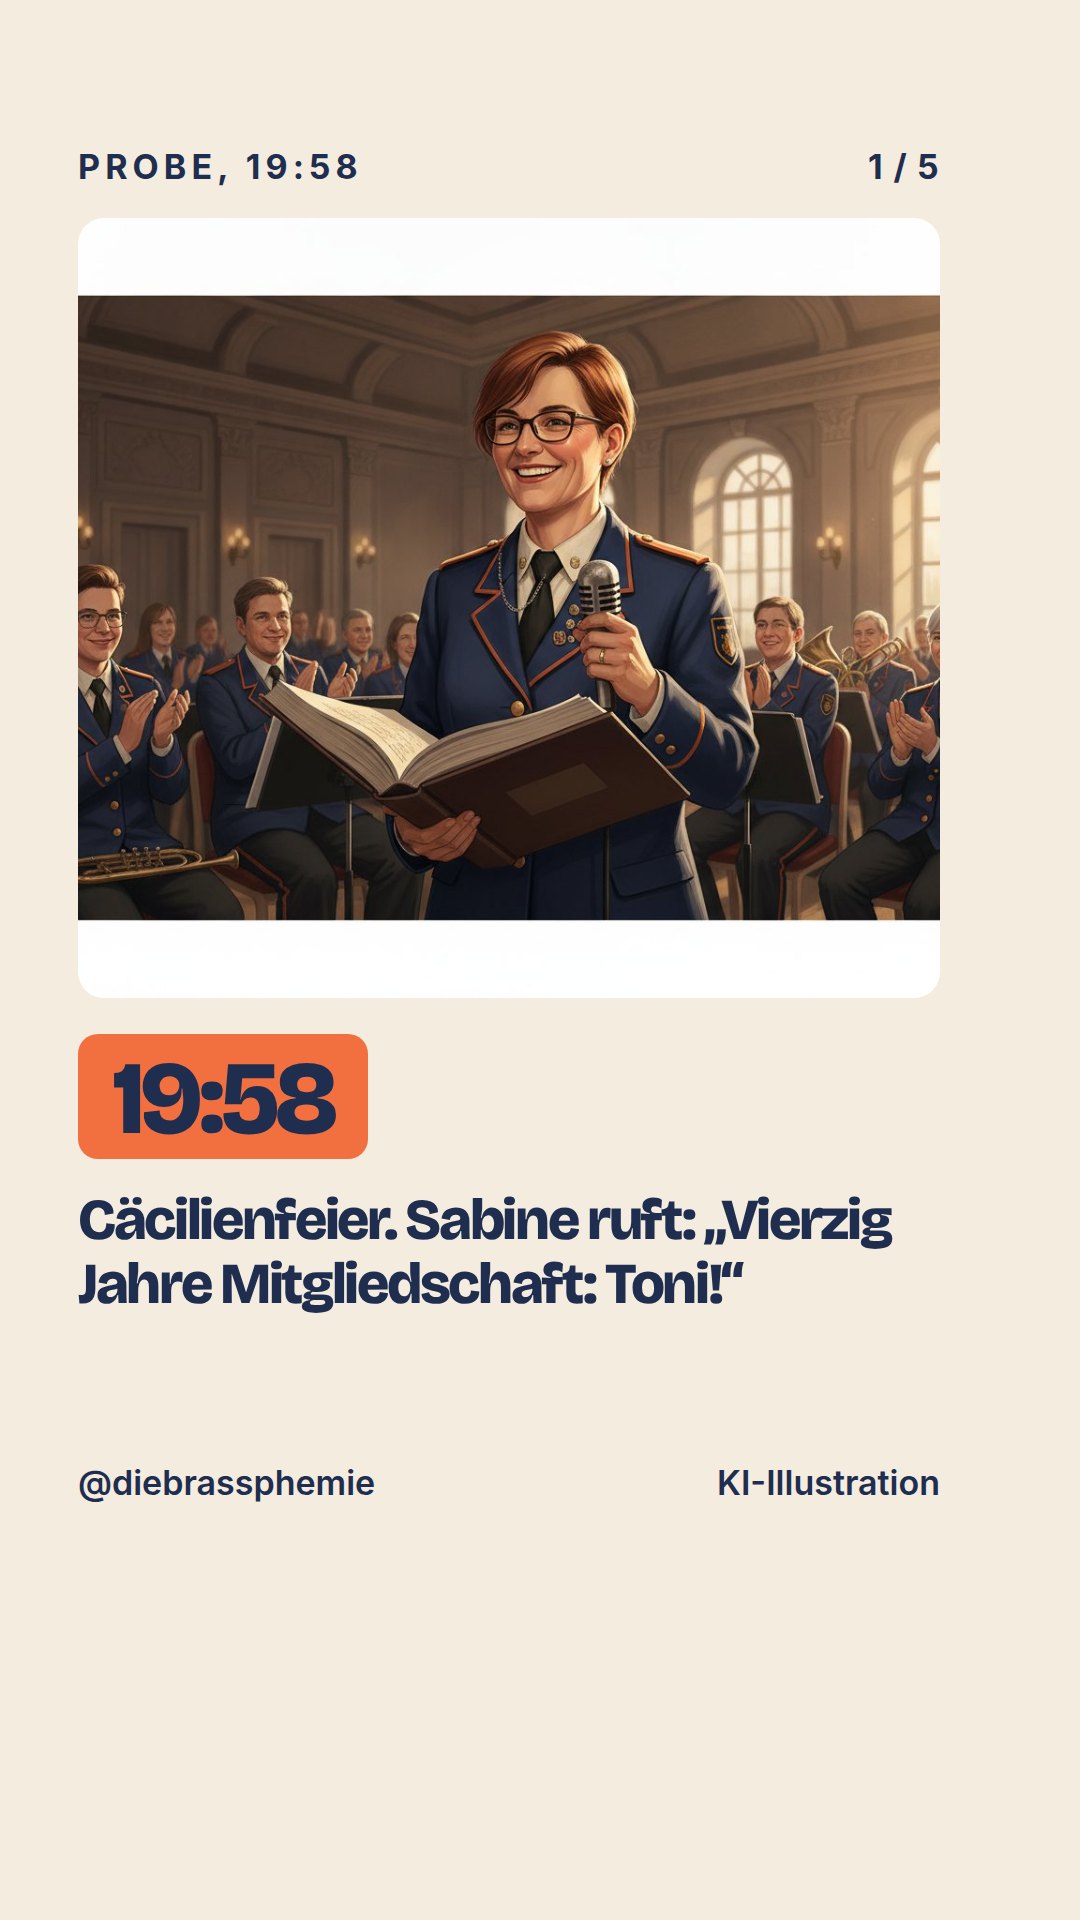 PROBE, 19:58
1 / 5
19:58
Cäcilienfeier. Sabine ruft: „Vierzig
Jahre Mitgliedschaft: Toni!“
@diebrassphemie
KI-Illustration